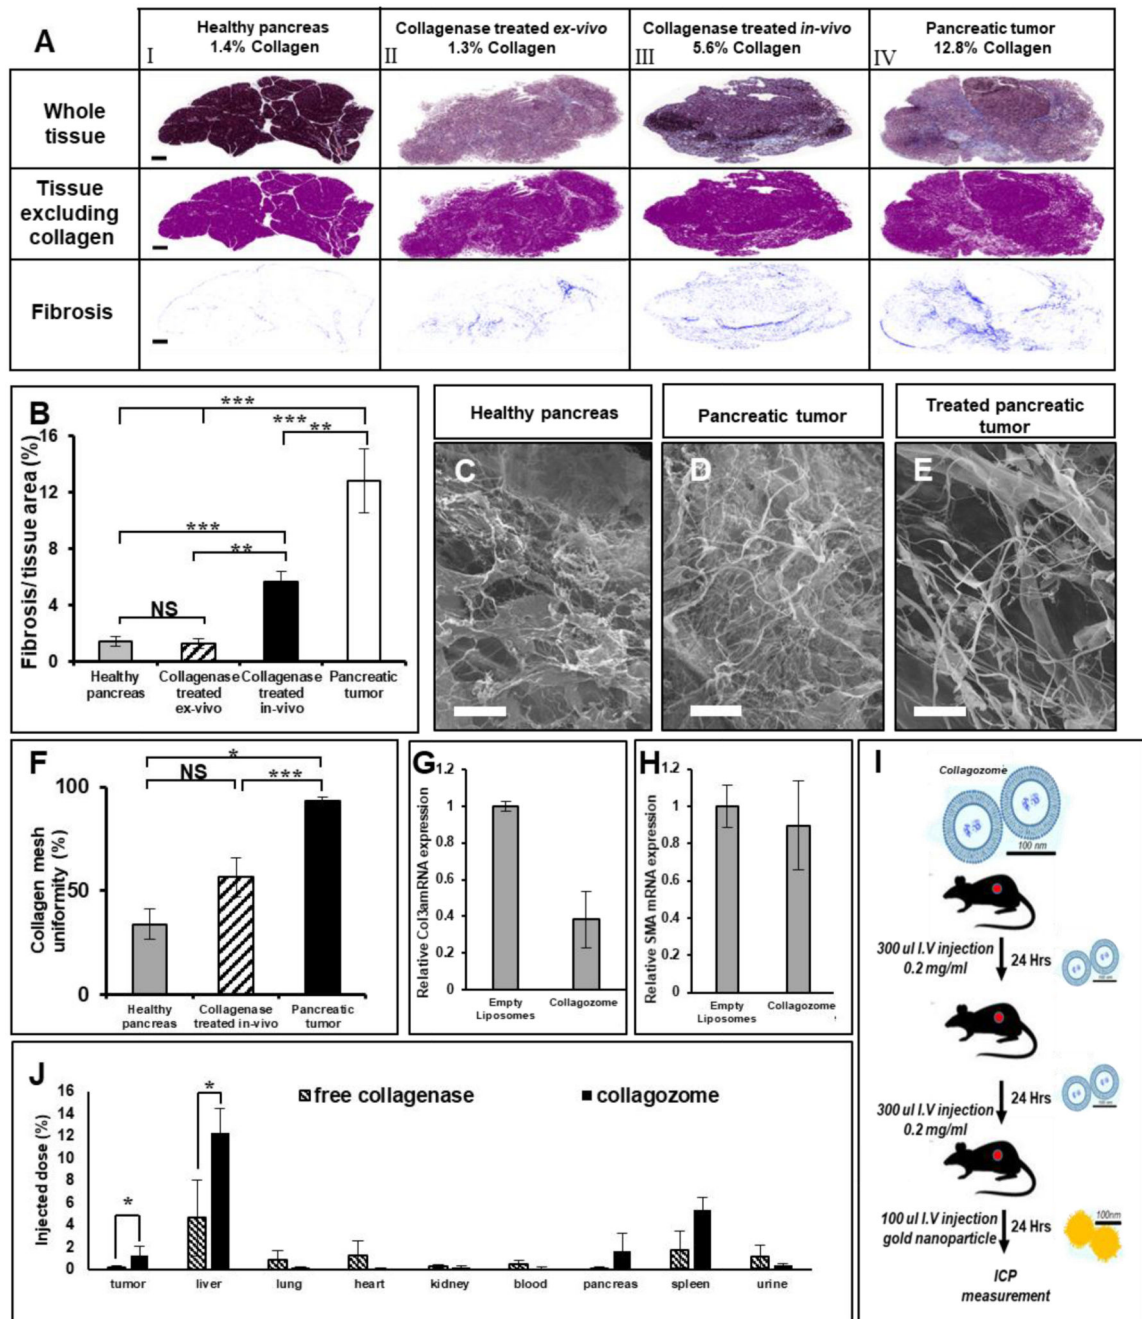 A
Healthy pancreas
1.4% Collagen
I
Collagenase treated ex-vivo
1.3% Collagen
II
Collagenase treated in-vivo
5.6% Collagen
III
Pancreatic tumor
12.8% Collagen
IV
Whole
tissue
Tissue
excluding
collagen
Fibrosis
B
Fibrosis/ tissue area (%)
16
12
8
4
0
***
***
**
***
**
NS
Healthy
pancreas
Collagenase
treated
ex-vivo
Collagenase
treated
in-vivo
Pancreatic
tumor
Healthy pancreas
C
Pancreatic tumor
D
Treated pancreatic
tumor
E
F
Collagen mesh
uniformity (%)
100
50
0
*
NS
***
Healthy
pancreas
Collagenase
treated in-vivo
Pancreatic
tumor
G
Relative Col3amRNA expression
1.2
1
0.8
0.6
0.4
0.2
0
Empty
Liposomes
Collagozome
H
Relative SMA mRNA expression
1.2
1
0.8
0.6
0.4
0.2
0
Empty
Liposomes
Collagozome
I
Collagozome
100 nm
300 ul I.V injection
0.2 mg/ml
24 Hrs
300 ul I.V injection
0.2 mg/ml
24 Hrs
100 ul I.V injection
gold nanoparticle
24 Hrs
100nm
ICP
measurement
J
Injected dose (%)
16
14
12
10
8
6
4
2
0
free collagenase
collagozome
*
*
tumor
liver
lung
heart
kidney
blood
pancreas
spleen
urine